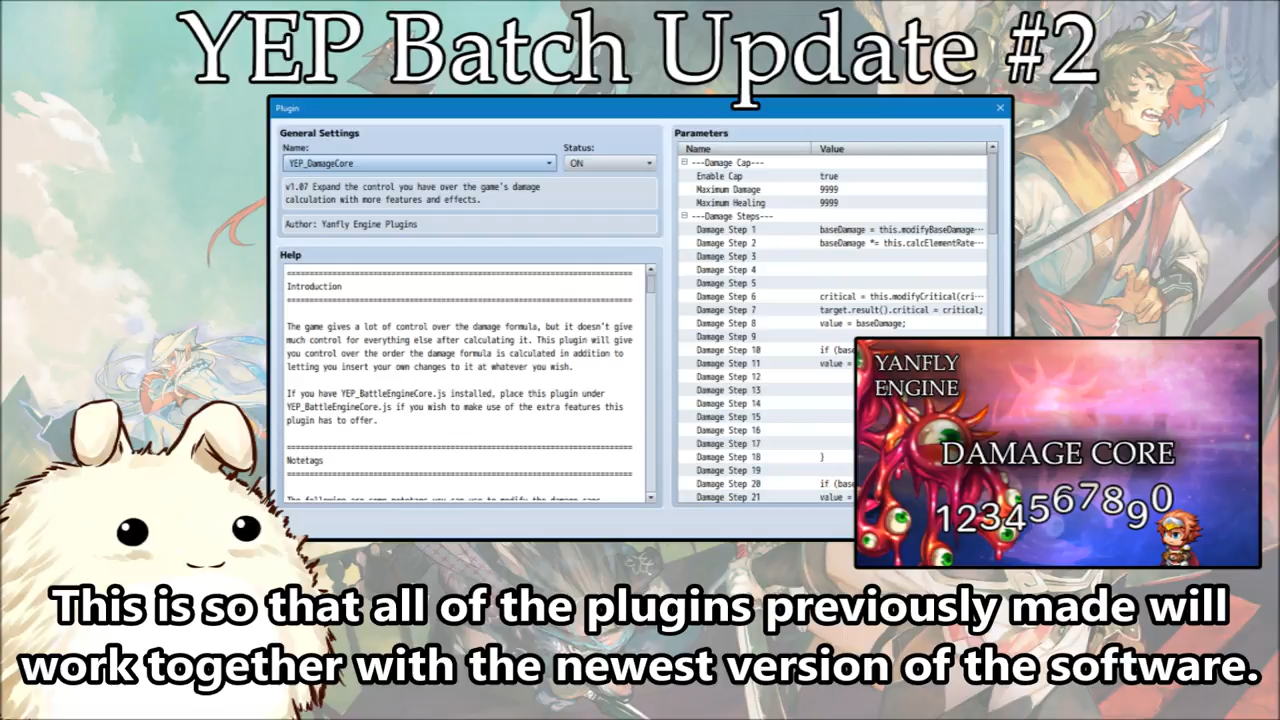 YEP Batch Update #2
Plugin
General Settings
Name:
Status:
YEP_DamageCore
ON
v1.07 Expand the control you have over the game's damage
calculation with more features and effects.
Author: Yanfly Engine Plugins
Help
================================================================
Introduction
================================================================
The game gives a lot of control over the damage formula, but it doesn't give
much control for everything else after calculating it. This plugin will give
you control over the order the damage formula is calculated in addition to
letting you insert your own changes to it at whatever you wish.
If you have YEP_BattleEngineCore.js installed, place this plugin under
YEP_BattleEngineCore.js if you wish to make use of the extra features this
plugin has to offer.
================================================================
Notetags
================================================================
Parameters
Name Value
---Damage Cap---
Enable Cap true
Maximum Damage 9999
Maximum Healing 9999
---Damage Steps---
Damage Step 1 baseDamage = this.modifyBaseDamage···
Damage Step 2 baseDamage *= this.calcElementRate···
Damage Step 3
Damage Step 4
Damage Step 5
Damage Step 6 critical = this.modifyCritical(cri···
Damage Step 7 target.result().critical = critical;
Damage Step 8 value = baseDamage;
Damage Step 9
Damage Step 10 if (base
Damage Step 11 value =
Damage Step 12
Damage Step 13
Damage Step 14
Damage Step 15
Damage Step 16
Damage Step 17
Damage Step 18 }
Damage Step 19
Damage Step 20 if (base
Damage Step 21 value =
YANFLY
ENGINE
DAMAGE CORE
1234567890
This is so that all of the plugins previously made will
work together with the newest version of the software.